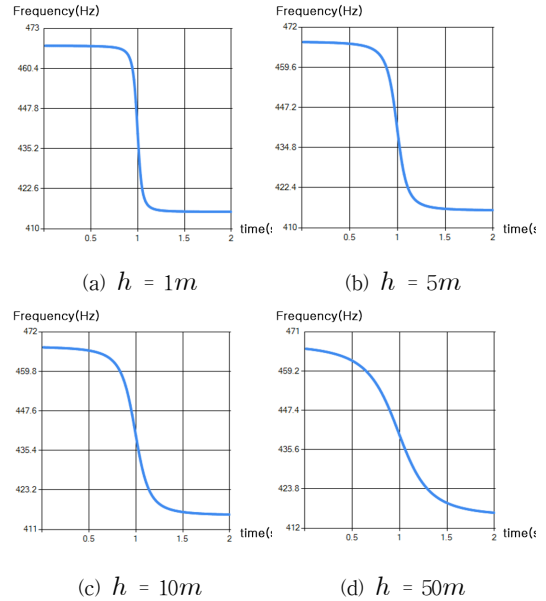 Frequency(Hz) Frequency(Hz)
473 472
460.4 459.6
447.8 447.2
435.2 434.8
422.6 422.4
410 410
0.5 1 1.5 2 time(s 0.5 1 1.5 2 time(s
(a) h = 1m (b) h = 5m
Frequency(Hz) Frequency(Hz)
472 471
459.8 459.2
447.6 447.4
435.4 435.6
423.2 423.8
411 412
0.5 1 1.5 2 time(s 0.5 1 1.5 2 time(s
(c) h = 10m (d) h = 50m